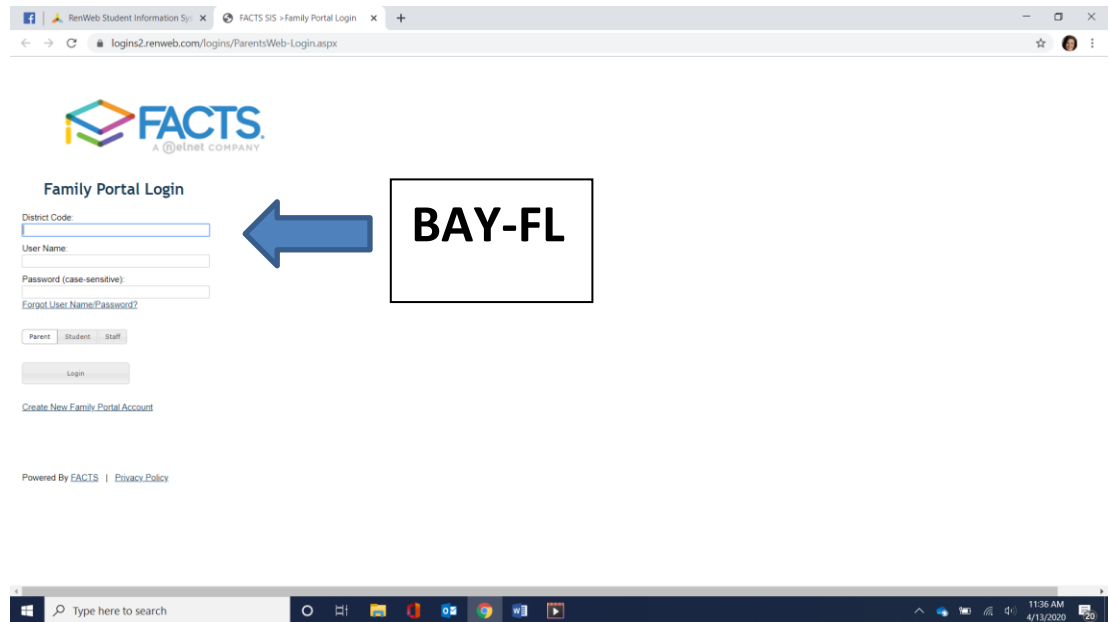 RenWeb Student Information Sys
FACTS SIS >Family Portal Login
logins2.renweb.com/logins/ParentsWeb-Login.aspx
FACTS.
A nelnet COMPANY
Family Portal Login
District Code:
BAY-FL
User Name:
Password (case-sensitive):
Forgot User Name/Password?
Parent Student Staff
Login
Create New Family Portal Account
Powered By FACTS | Privacy Policy
Type here to search
11:36 AM
4/13/2020
20